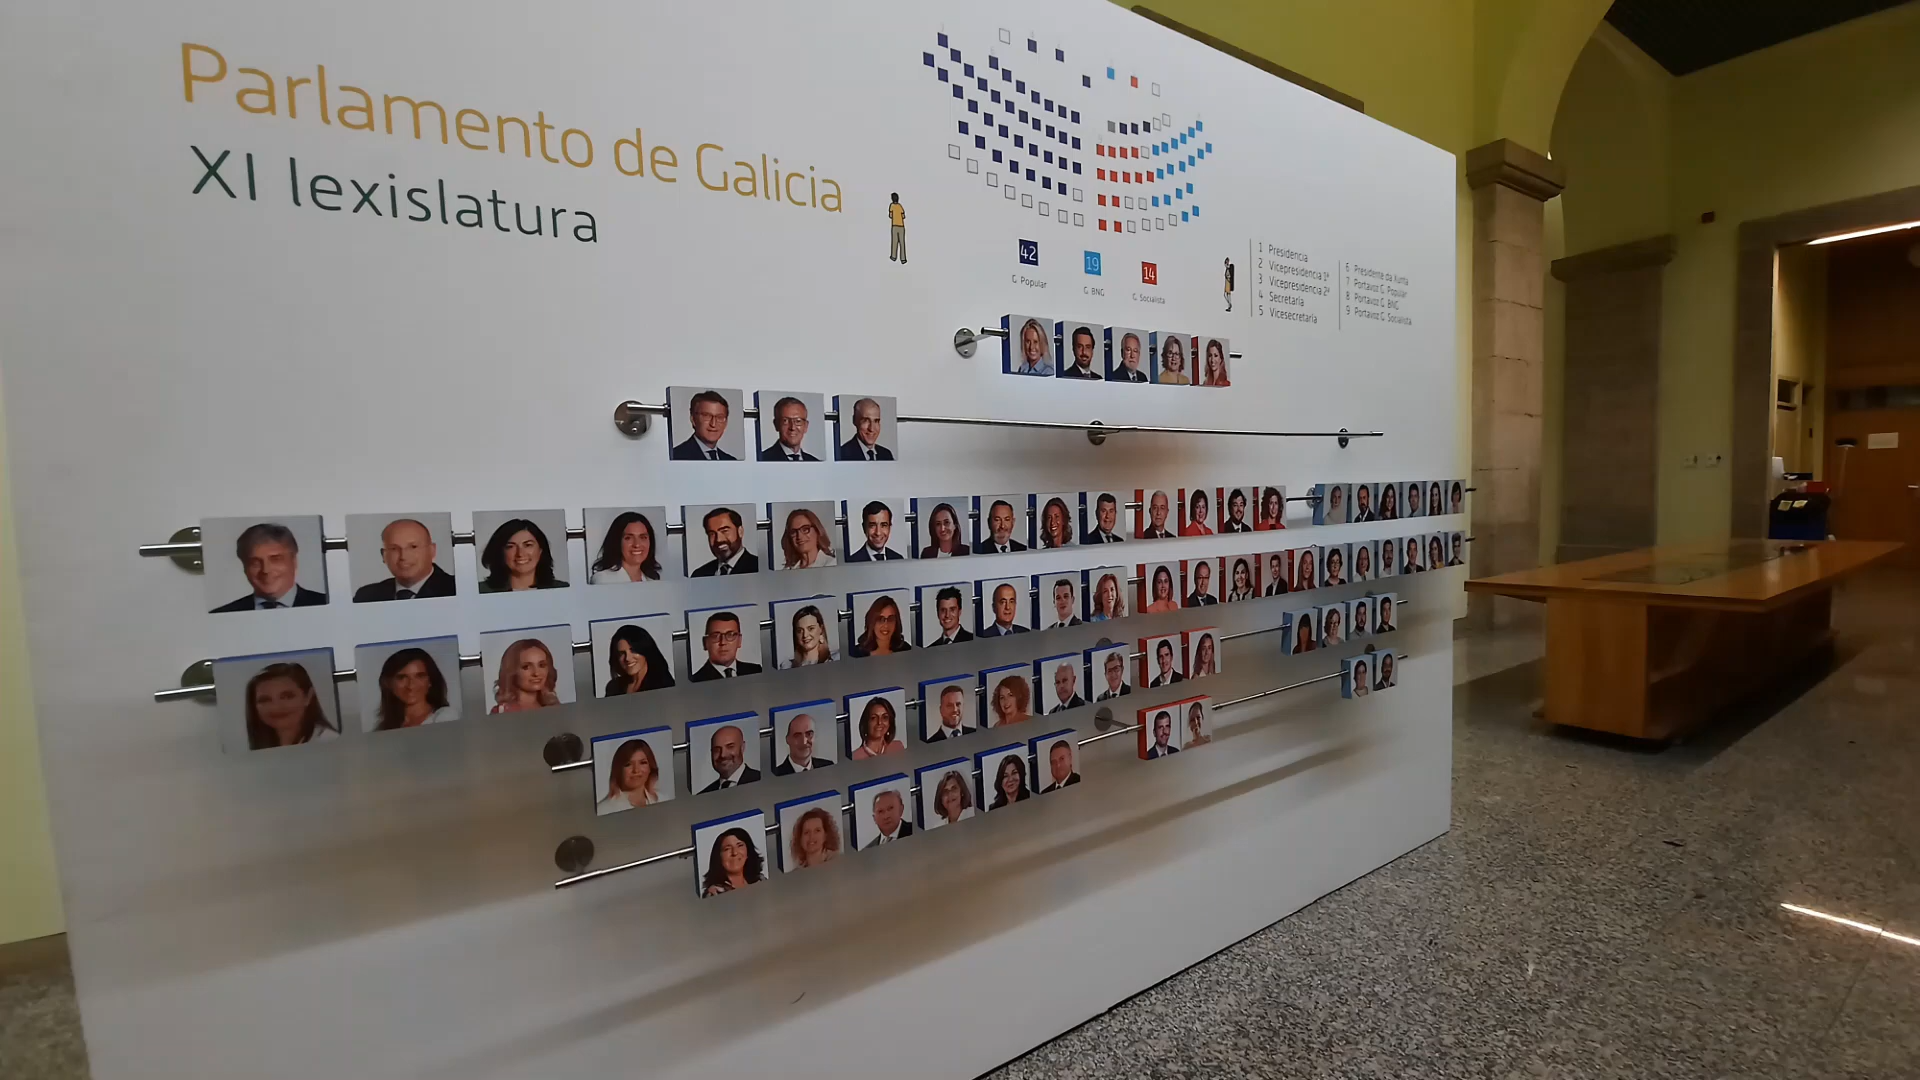 Parlamento de Galicia
XI lexislatura
42
G. Popular
19
G. BNG
14
G. Socialista
1 Presidencia
2 Vicepresidencia 1ª
3 Vicepresidencia 2ª
4 Secretaría
5 Vicesecretaría
6 Presidente da Xunta
7 Portavoz G. Popular
8 Portavoz G. BNG
9 Portavoz G. Socialista